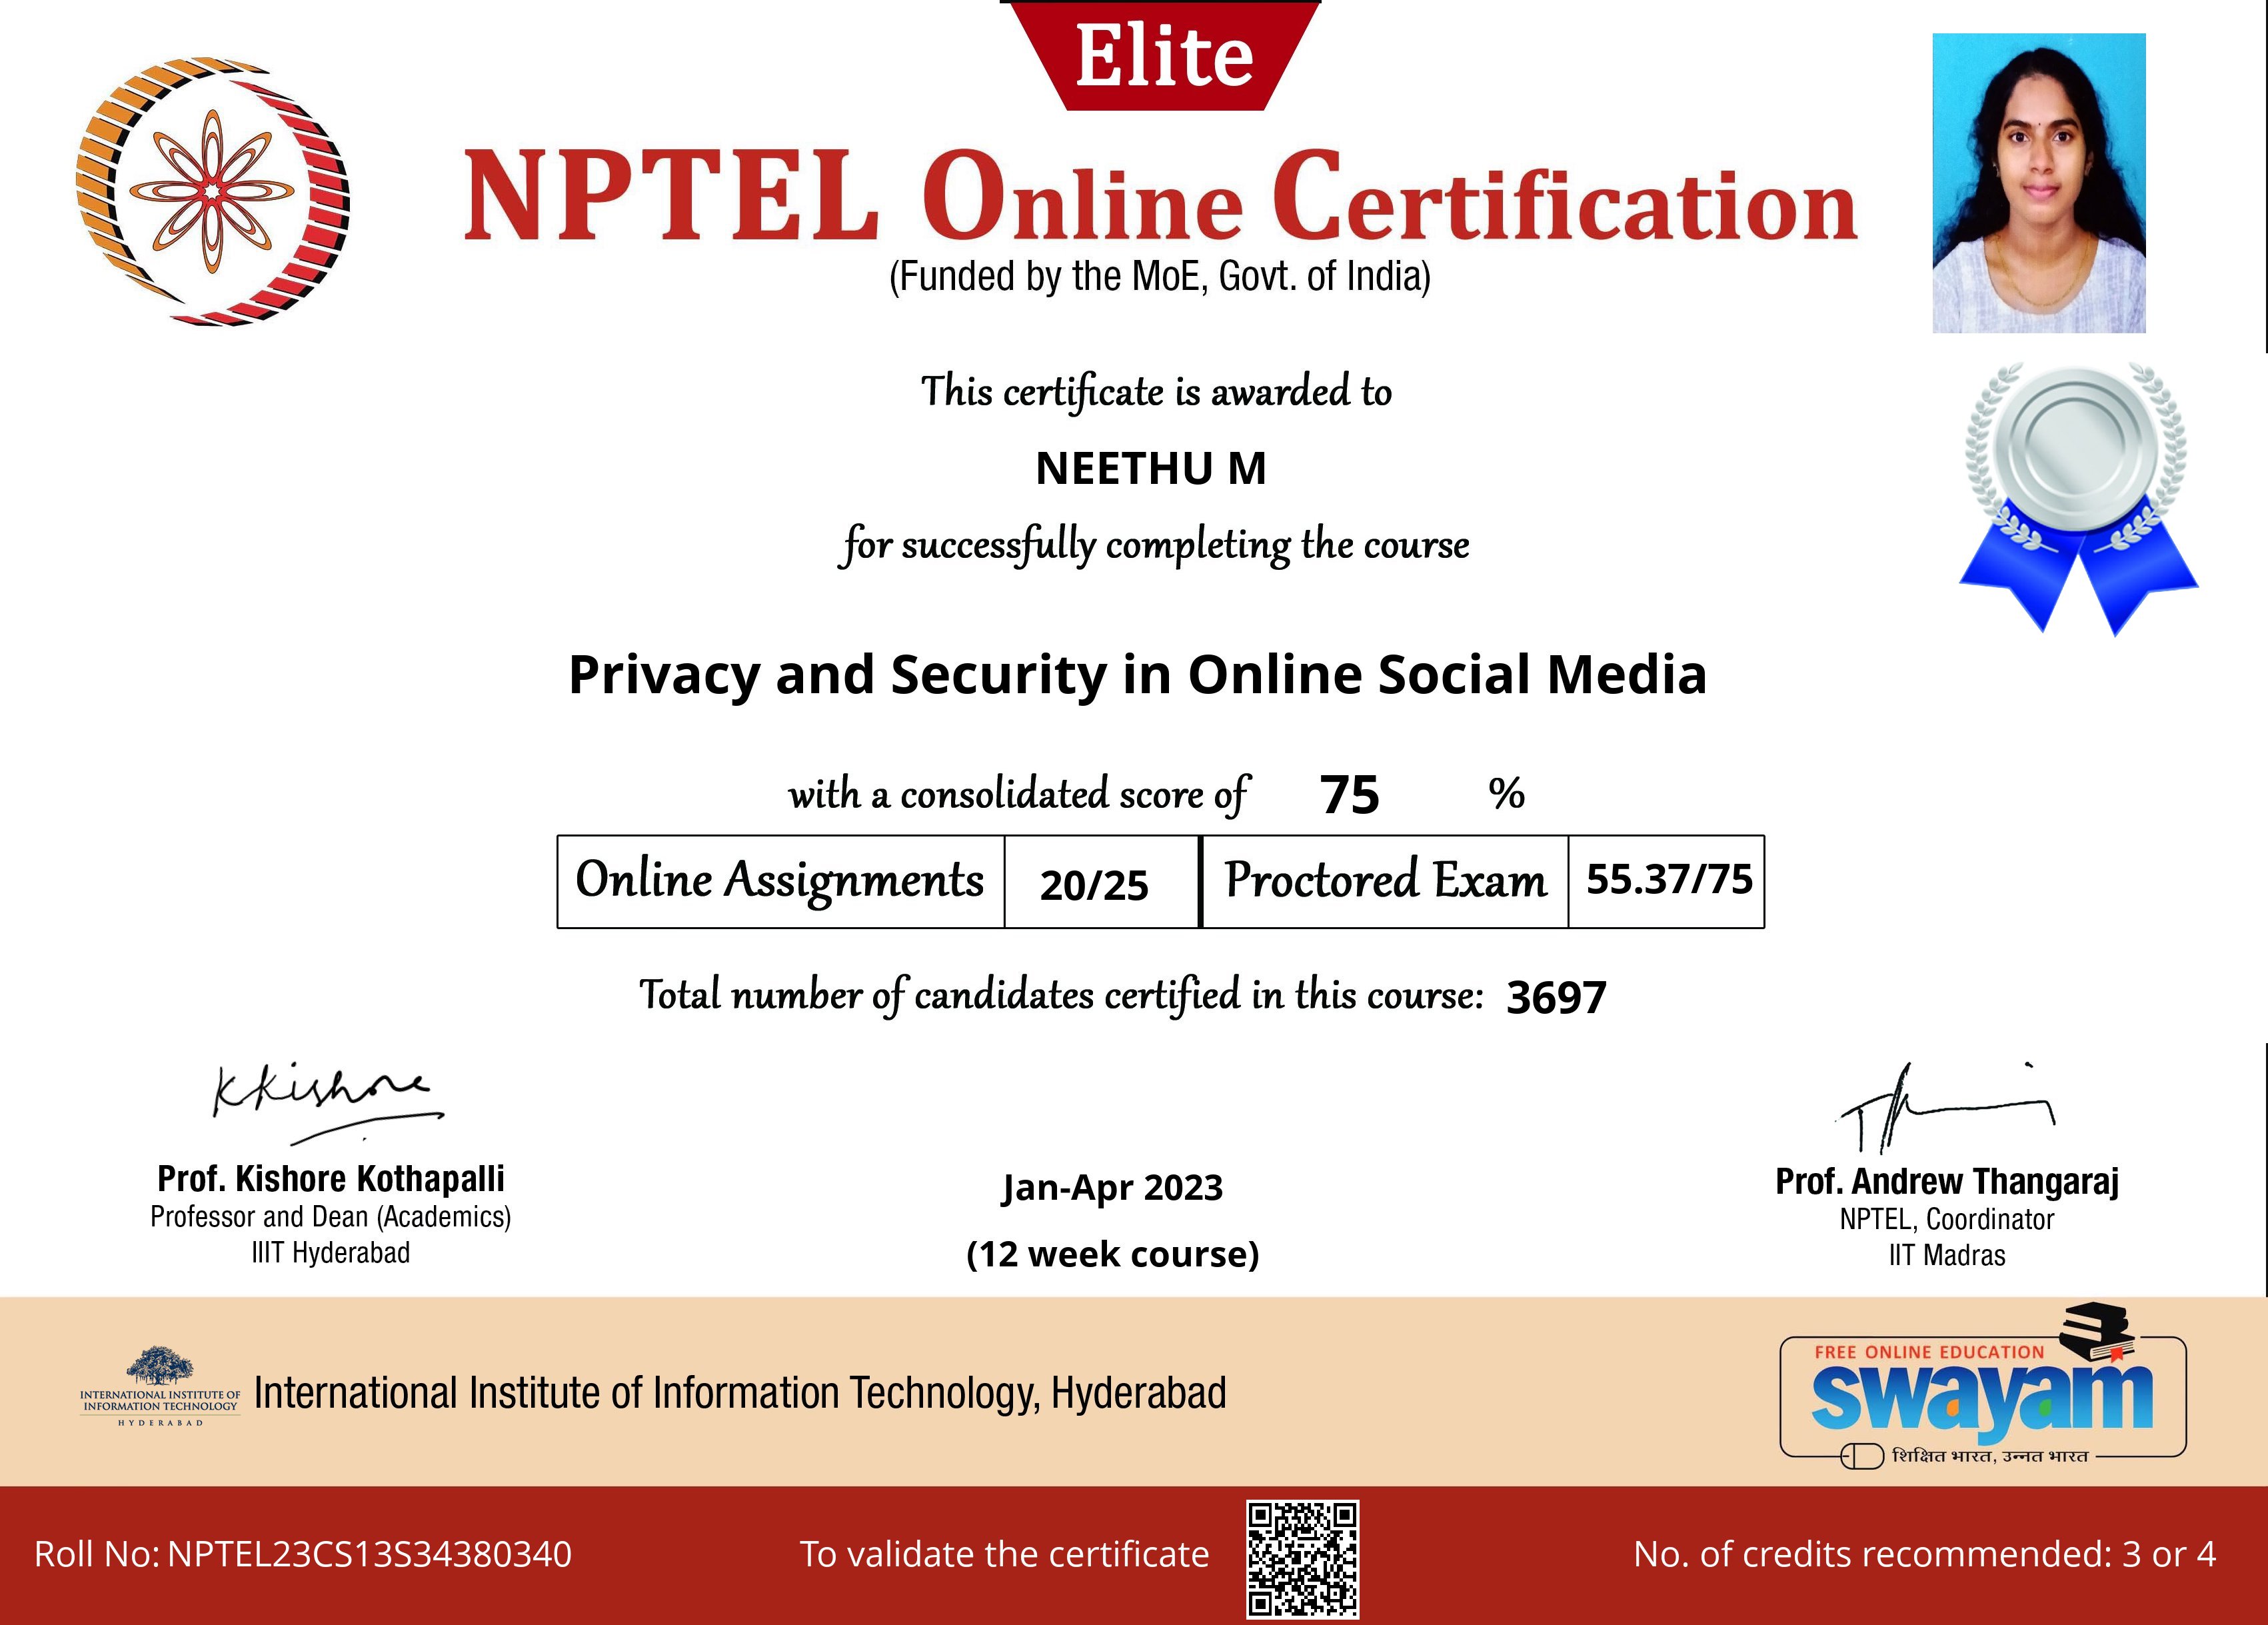 Elite
NPTEL Online Certification
(Funded by the MoE, Govt. of India)
This certificate is awarded to
NEETHU M
for successfully completing the course
Privacy and Security in Online Social Media
with a consolidated score of 75 %
Online Assignments 20/25 Proctored Exam 55.37/75
Total number of candidates certified in this course: 3697
KKishore
Prof. Kishore Kothapalli
Professor and Dean (Academics)
IIIT Hyderabad
Jan-Apr 2023
(12 week course)
Prof. Andrew Thangaraj
NPTEL, Coordinator
IIT Madras
INTERNATIONAL INSTITUTE OF
INFORMATION TECHNOLOGY
HYDERABAD
International Institute of Information Technology, Hyderabad
FREE ONLINE EDUCATION
swayam
शिक्षित भारत, उन्नत भारत
Roll No: NPTEL23CS13S34380340
To validate the certificate
No. of credits recommended: 3 or 4